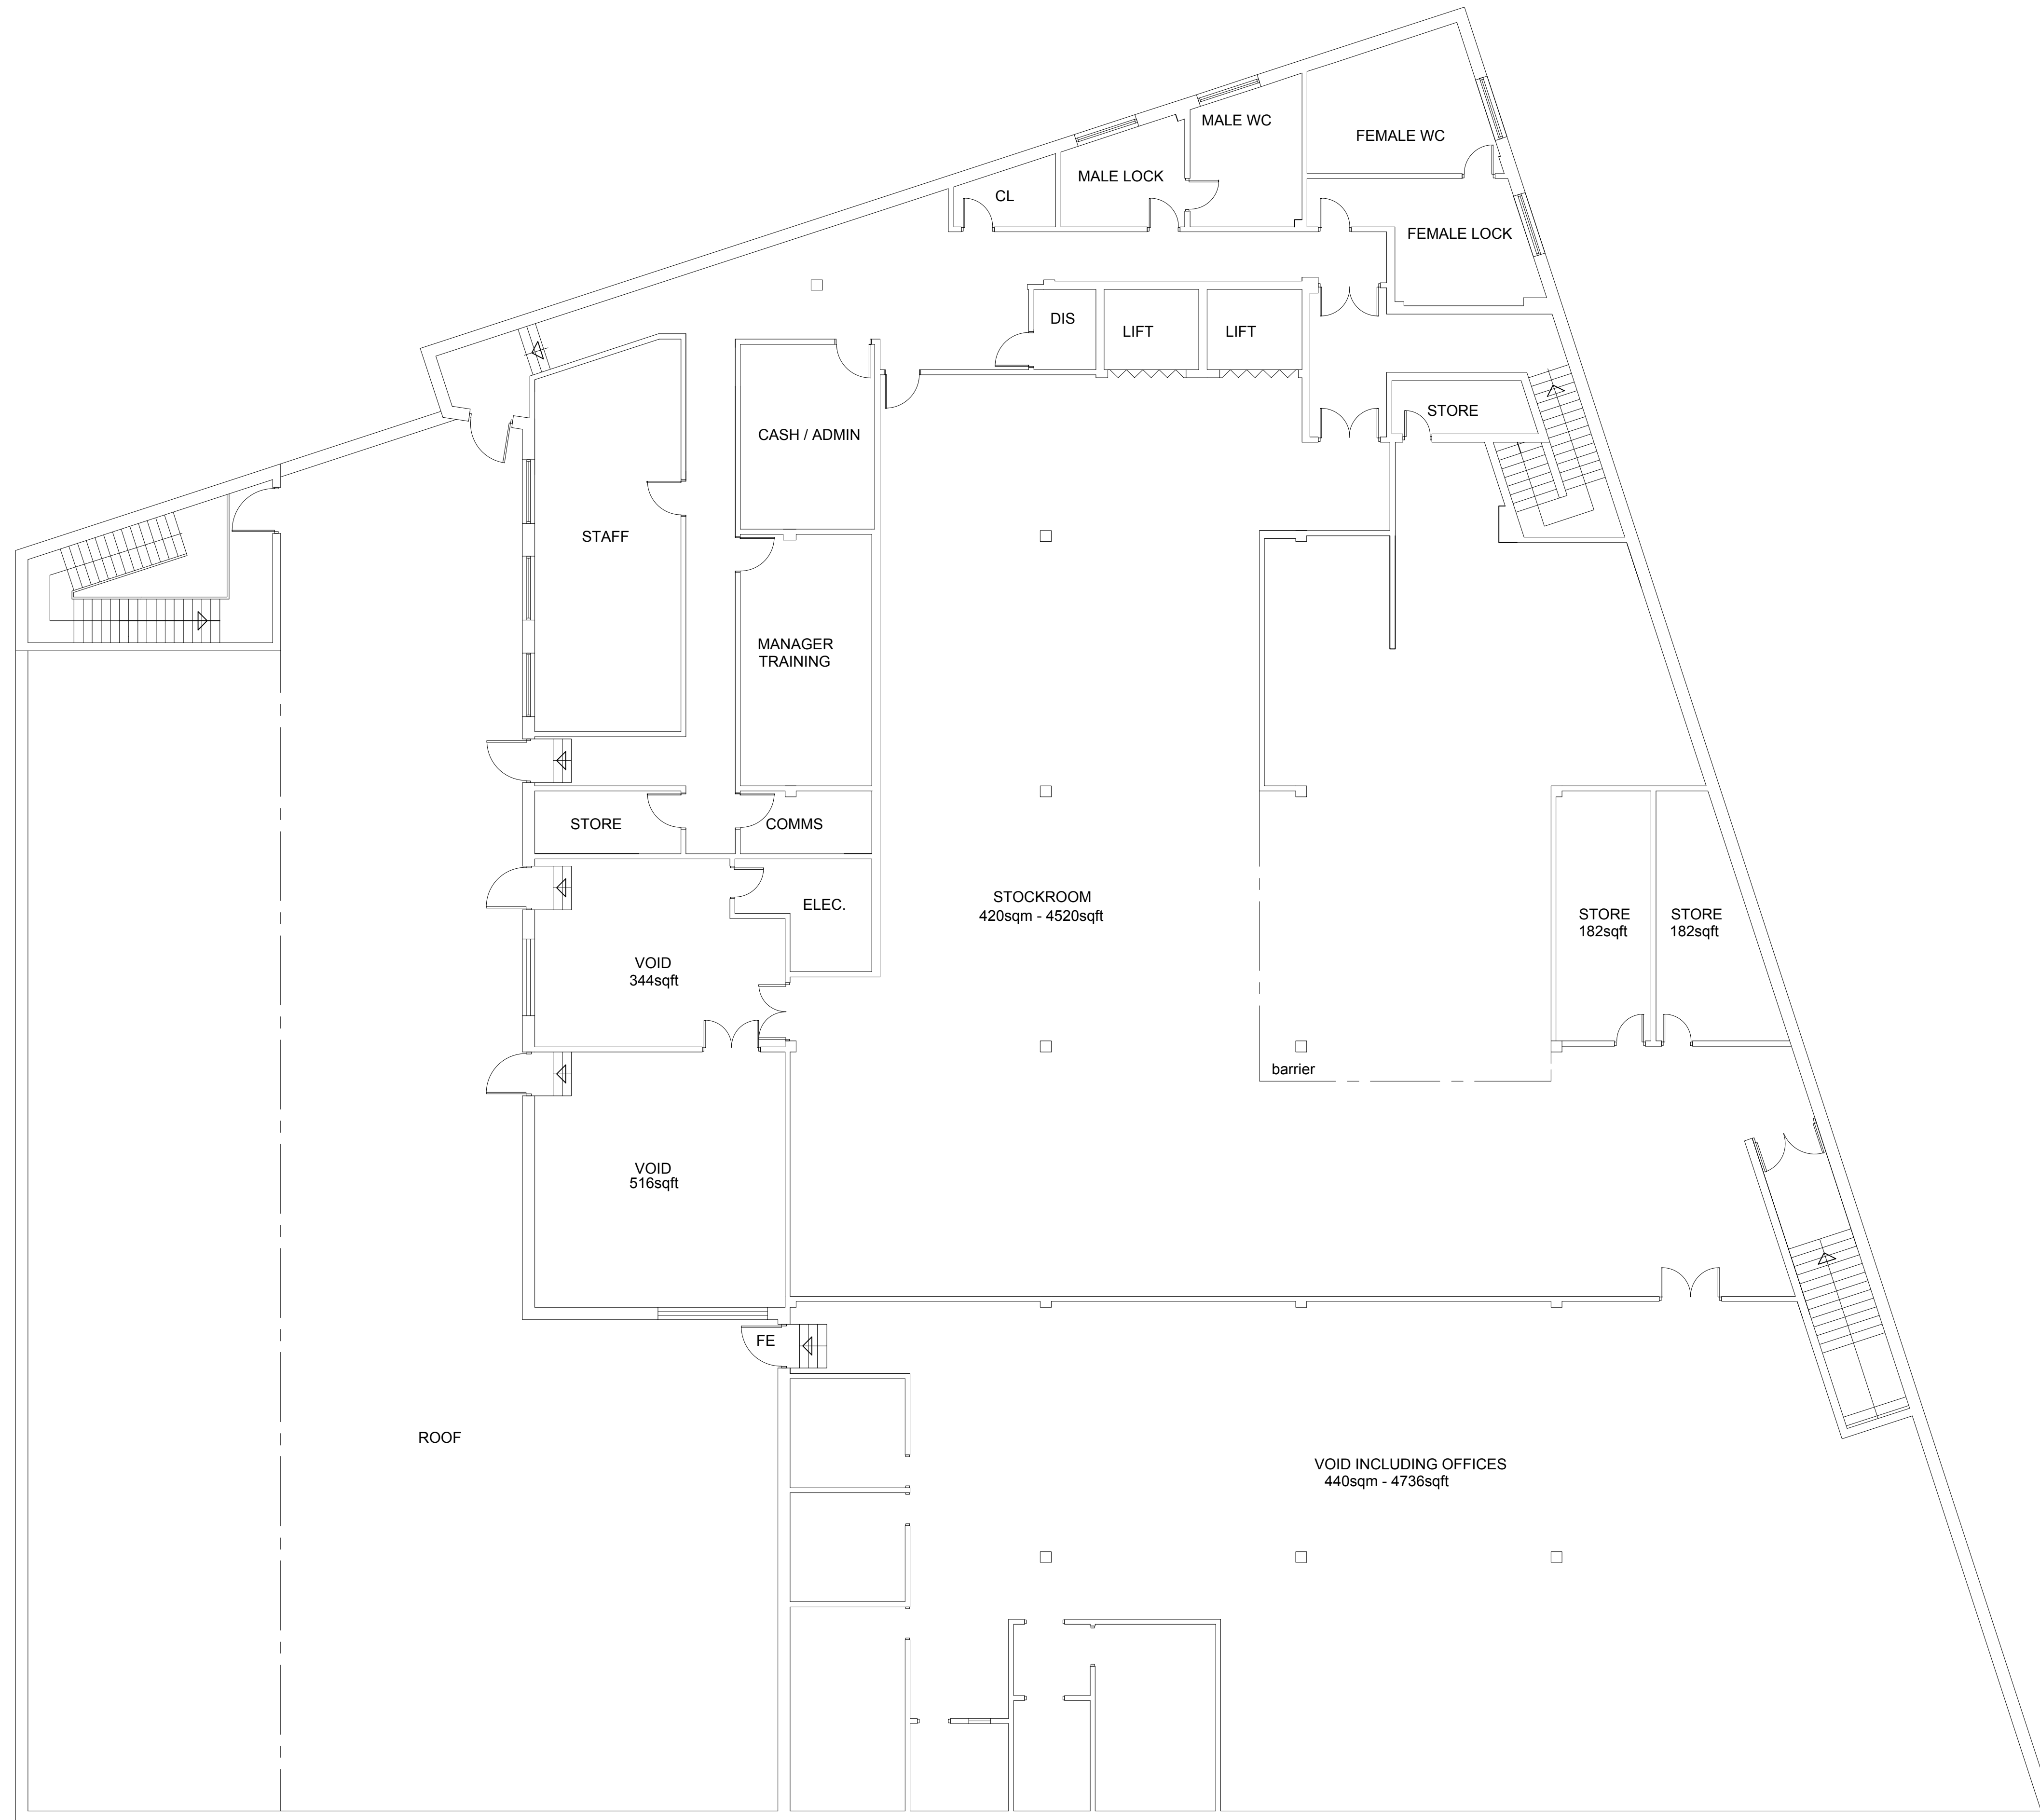 MALE WC
FEMALE WC
MALE LOCK
CL
FEMALE LOCK
DIS
LIFT
LIFT
STORE
CASH / ADMIN
STAFF
MANAGER
TRAINING
STORE
COMMS
ELEC.
STOCKROOM
420sqm - 4520sqft
STORE
182sqft
STORE
182sqft
VOID
344sqft
barrier
VOID
516sqft
FE
ROOF
VOID INCLUDING OFFICES
440sqm - 4736sqft